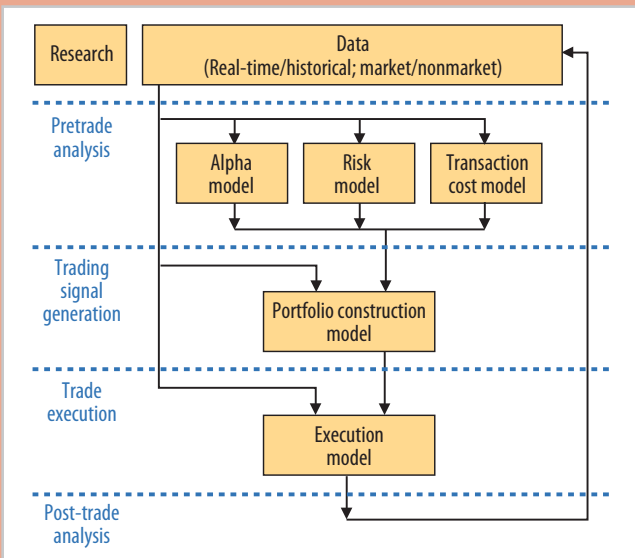 Research
Data
(Real-time/historical; market/nonmarket)
Pretrade
analysis
Alpha
model
Risk
model
Transaction
cost model
Trading
signal
generation
Portfolio construction
model
Trade
execution
Execution
model
Post-trade
analysis